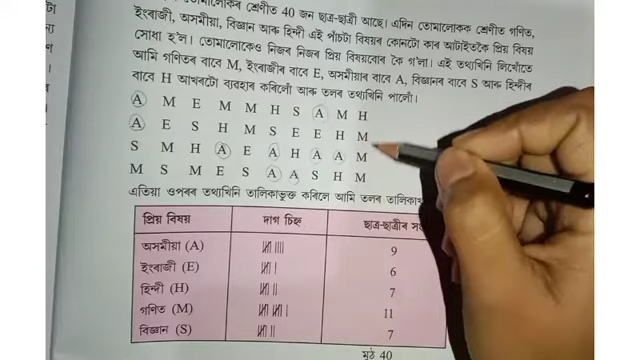 তোমালোকৰ শ্ৰেণীত 40 জন ছাত্ৰ-ছাত্ৰী আছে। এদিন তোমালোকক শ্ৰেণীত গণিত,
ইংৰাজী, অসমীয়া, বিজ্ঞান আৰু হিন্দী এই পাঁচটা বিষয়ৰ কোনটো কাৰ আটাইতকৈ প্ৰিয় বিষয়
সোধা হ'ল। তোমালোকেও নিজৰ নিজৰ প্ৰিয় বিষয়বোৰ কৈ গ'লা। এই তথ্যখিনি লিখোঁতে
আমি গণিতৰ বাবে M, ইংৰাজীৰ বাবে E, অসমীয়াৰ বাবে A, বিজ্ঞানৰ বাবে S আৰু হিন্দীৰ
বাবে H আখৰটো ব্যৱহাৰ কৰিলোঁ আৰু তলৰ তথ্যখিনি পালোঁ।
A M E M M H S A M H
A E S H M S E E H M
S M H A E A H A A M
M S M E S A A S H M
এতিয়া ওপৰৰ তথ্যখিনি তালিকাভুক্ত কৰিলে আমি তলৰ
প্ৰিয় বিষয় দাগ চিহ্ন ছাত্ৰ-ছাত্ৰীৰ
অসমীয়া (A) 9
ইংৰাজী (E) 6
হিন্দী (H) 7
গণিত (M) 11
বিজ্ঞান (S) 7
মুঠ 40